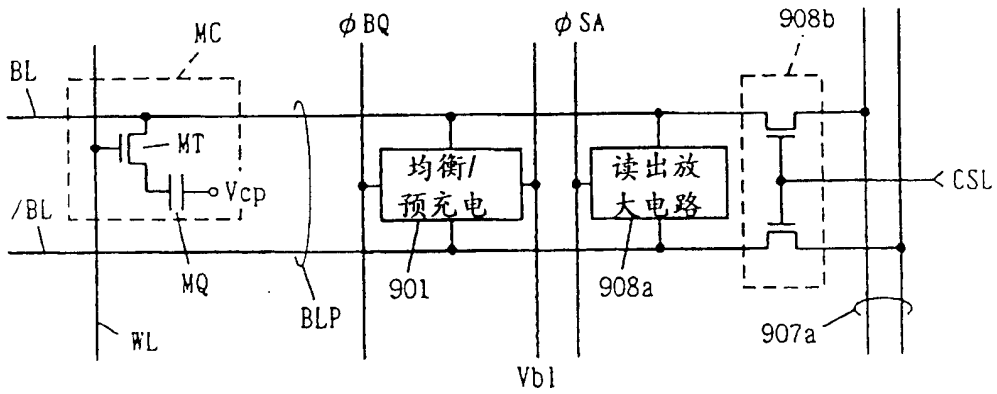 φBQ
φSA
908b
MC
BL
MT
均衡/
预充电
读出放
大电路
Vcp
CSL
/BL
MQ
901
908a
BLP
907a
WL
Vbl